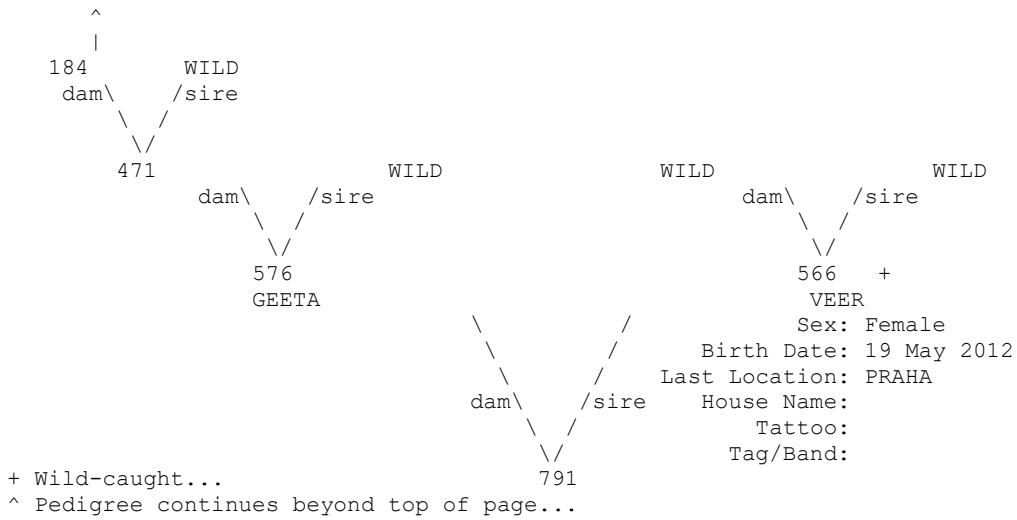 ^
|
184 WILD
dam\ /sire
\ /
\/
471 WILD WILD WILD
dam\ /sire dam\ /sire
\ / \ /
\/ \/
576 566 +
GEETA VEER
\ / Sex: Female
\ / Birth Date: 19 May 2012
\ / Last Location: PRAHA
dam\ /sire House Name:
\ / Tattoo:
\/ Tag/Band:
+ Wild-caught... 791
^ Pedigree continues beyond top of page...